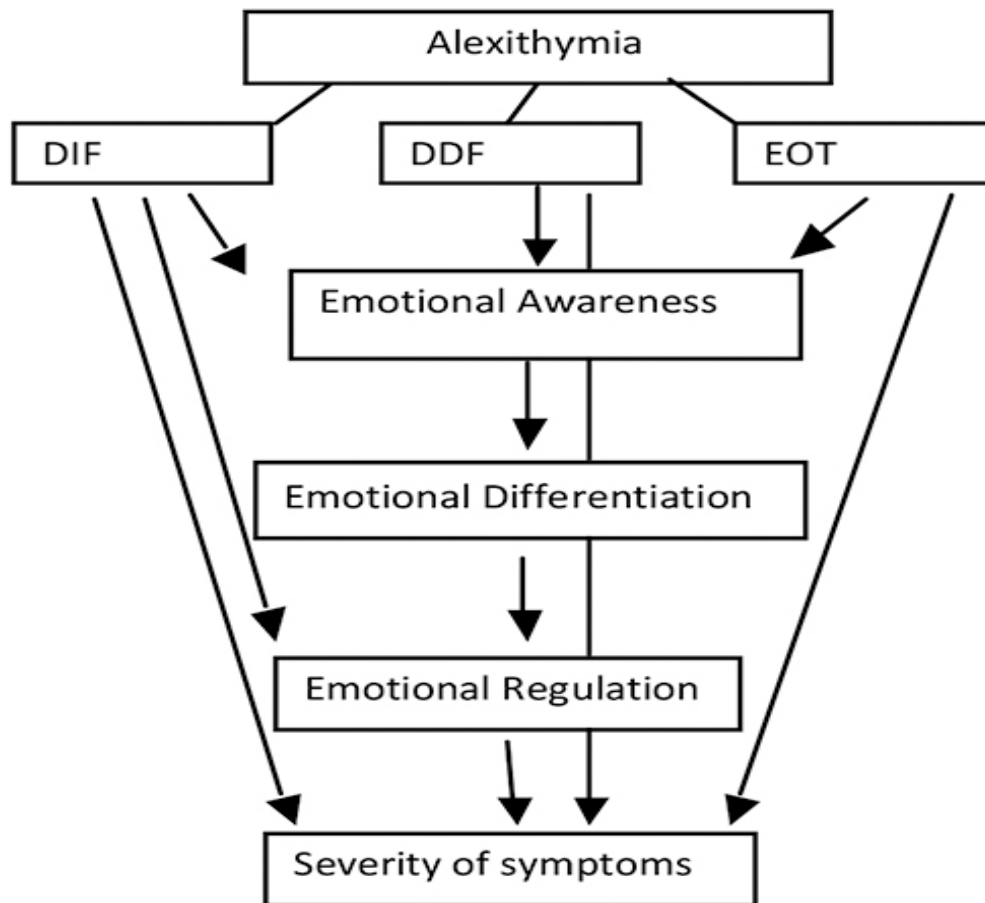 Alexithymia
DIF
DDF
EOT
Emotional Awareness
Emotional Differentiation
Emotional Regulation
Severity of symptoms